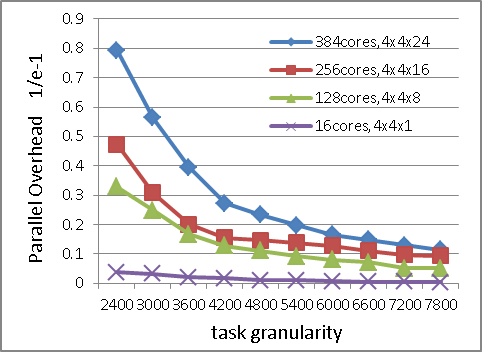 0.9
0.8
0.7
0.6
0.5
0.4
0.3
0.2
0.1
0
Parallel Overhead 1/e-1
384cores,4x4x24
256cores,4x4x16
128cores,4x4x8
16cores,4x4x1
2400 3000 3600 4200 4800 5400 6000 6600 7200 7800
task granularity